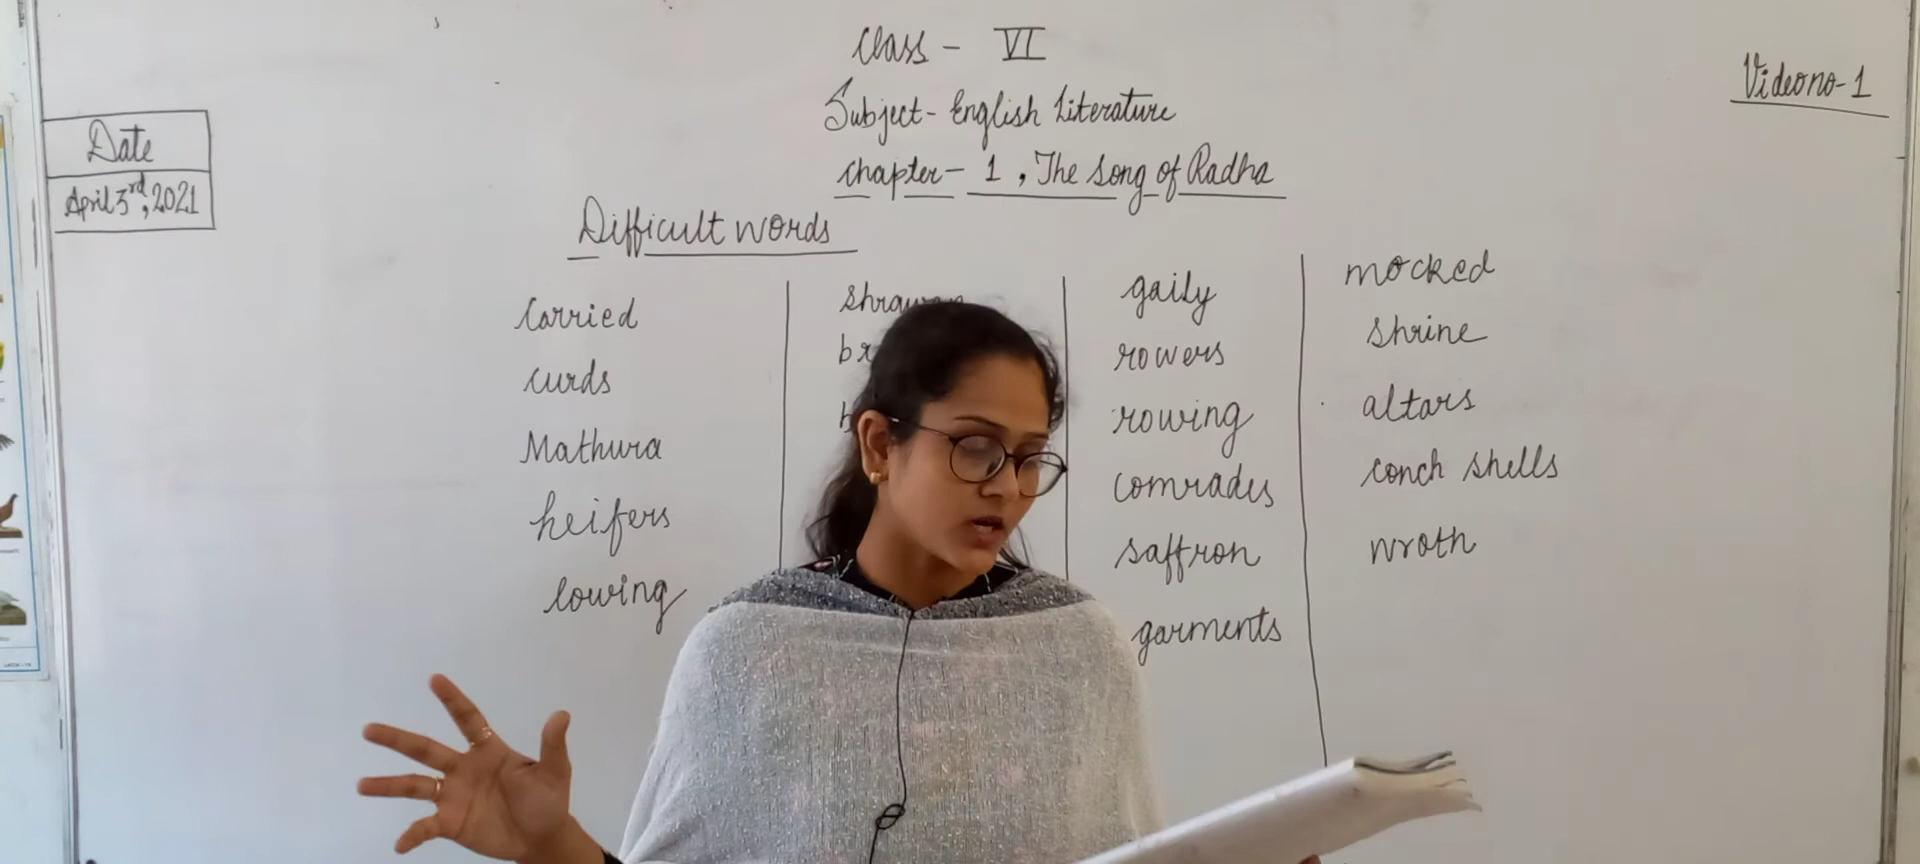 Class - VI
Subject - English Literature
Chapter - 1, The Song of Radha
Video no - 1
Date
April 3rd, 2021
Difficult words
Carried
curds
Mathura
heifers
lowing
gaily
rowers
rowing
comrades
saffron
garments
mocked
shrine
altars
conch shells
wroth